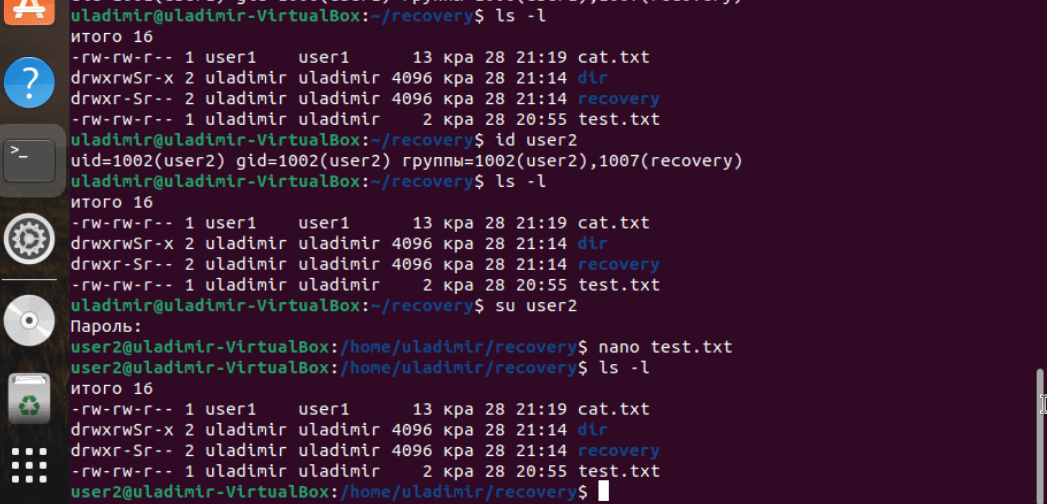 uladimir@uladimir-VirtualBox:~/recovery$ ls -l
итого 16
-rw-rw-r-- 1 user1    user1      13 кра 28 21:19 cat.txt
drwxrwSr-x 2 uladimir uladimir 4096 кра 28 21:14 dir
drwxr-Sr-- 2 uladimir uladimir 4096 кра 28 21:14 recovery
-rw-rw-r-- 1 uladimir uladimir    2 кра 28 20:55 test.txt
uladimir@uladimir-VirtualBox:~/recovery$ id user2
uid=1002(user2) gid=1002(user2) группы=1002(user2),1007(recovery)
uladimir@uladimir-VirtualBox:~/recovery$ ls -l
итого 16
-rw-rw-r-- 1 user1    user1      13 кра 28 21:19 cat.txt
drwxrwSr-x 2 uladimir uladimir 4096 кра 28 21:14 dir
drwxr-Sr-- 2 uladimir uladimir 4096 кра 28 21:14 recovery
-rw-rw-r-- 1 uladimir uladimir    2 кра 28 20:55 test.txt
uladimir@uladimir-VirtualBox:~/recovery$ su user2
Пароль:
user2@uladimir-VirtualBox:/home/uladimir/recovery$ nano test.txt
user2@uladimir-VirtualBox:/home/uladimir/recovery$ ls -l
итого 16
-rw-rw-r-- 1 user1    user1      13 кра 28 21:19 cat.txt
drwxrwSr-x 2 uladimir uladimir 4096 кра 28 21:14 dir
drwxr-Sr-- 2 uladimir uladimir 4096 кра 28 21:14 recovery
-rw-rw-r-- 1 uladimir uladimir    2 кра 28 20:55 test.txt
user2@uladimir-VirtualBox:/home/uladimir/recovery$